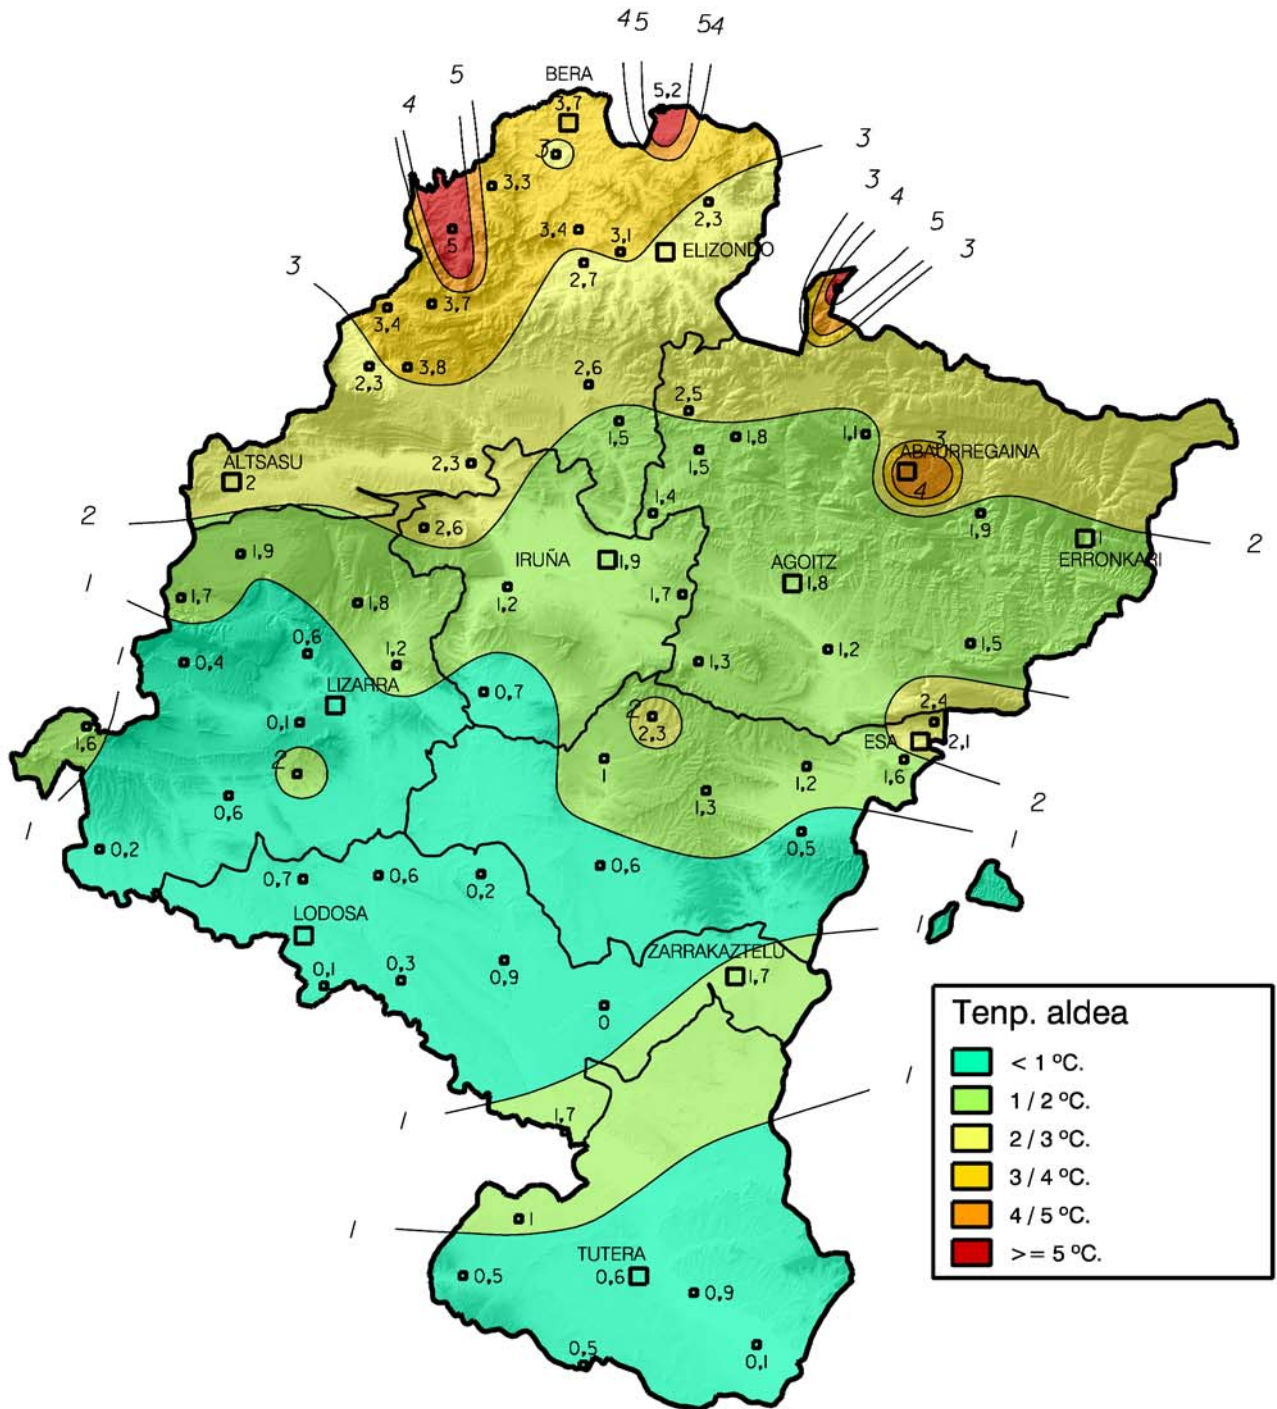 4 5 5 4
5 BERA 5,2
4 3,7
3 3
3,3 3
2,3 4
3,4 5
5 3,1 ELIZONDO 3
3 2,7
3,7
3,4
2,3 3,8 2,6
2,5
1,5 1,8 1,1 3
ALTSASU 2,3 1,5 ABAURREGAINA
2 4
2 2,6 1,4 1,9 1 2
1,9 IRUÑA 1,9 AGOITZ ERRONKARI
1 1,7 1,8 1,2 1,7 1,8
1 0,4 0,6 1,2 1,3 1,2 1,5
LIZARRA 0,7
1,6 0,1 2 2,4
2,3 ESA 2,1
2 1 1,2 1,6
1 0,6 1,3 2
0,2 0,5 1
0,7 0,6 0,2 0,6
LODOSA 1
ZARRAKAZTELU
0,1 0,3 0,9 1,7
0
Tenp. aldea
< 1 ºC.
1 1,7 1
1 / 2 ºC.
2 / 3 ºC.
3 / 4 ºC.
1 1
4 / 5 ºC.
TUTERA
>= 5 ºC.
0,5 0,6 0,9
0,5 0,1